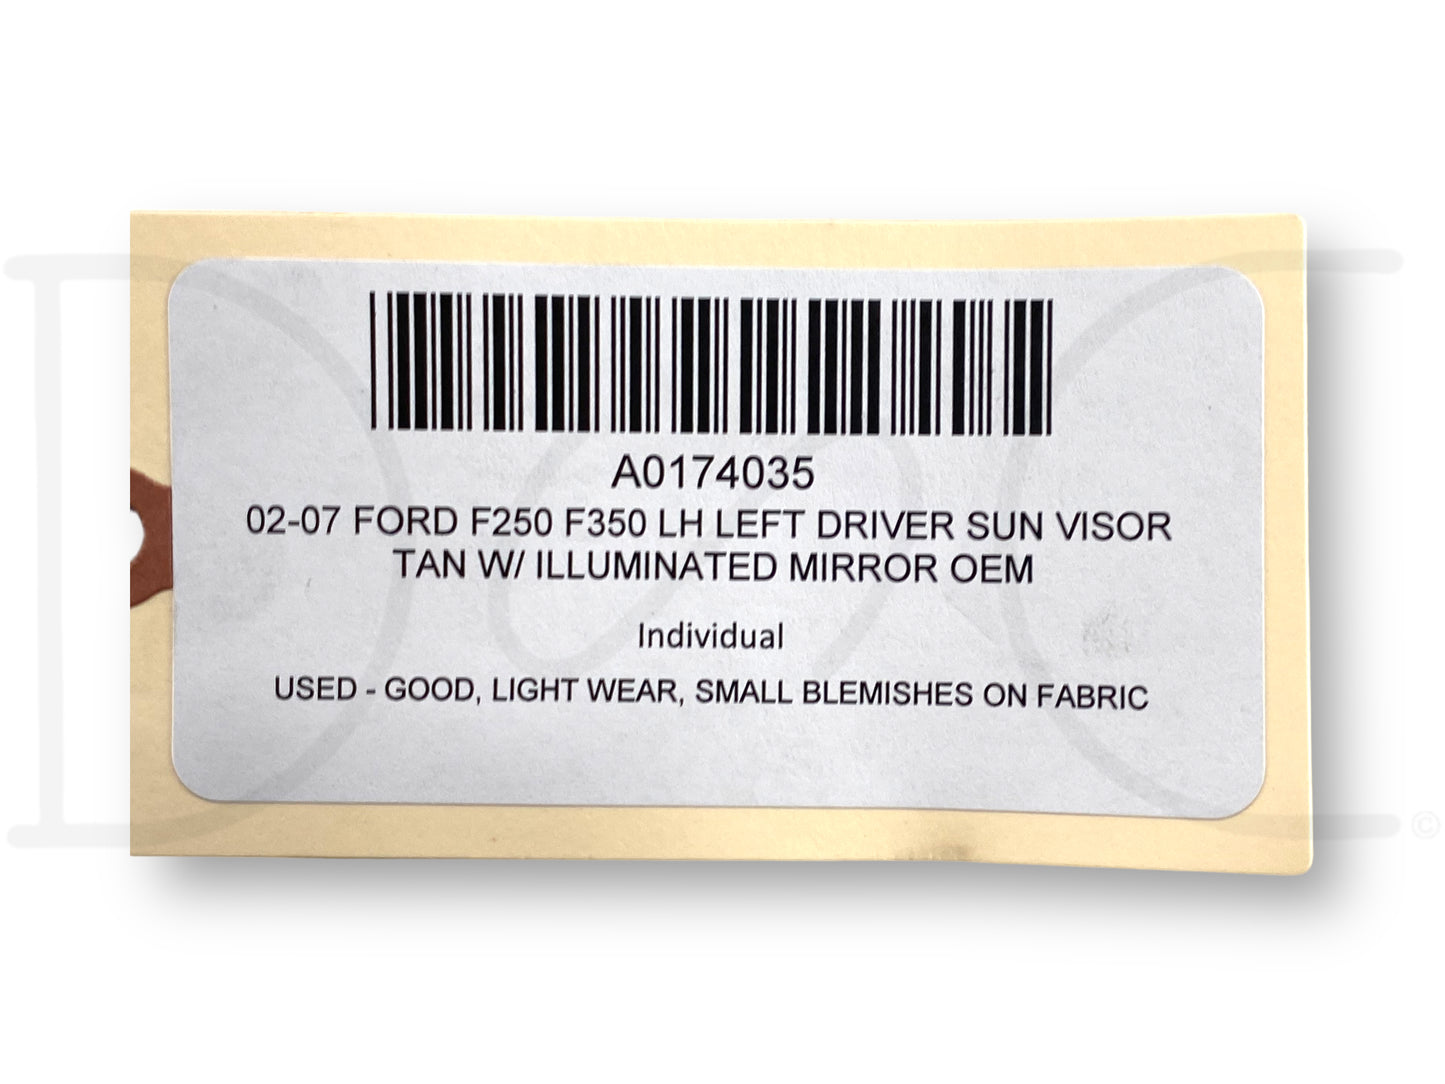 A0174035
02-07 FORD F250 F350 LH LEFT DRIVER SUN VISOR
TAN W/ ILLUMINATED MIRROR OEM
Individual
USED - GOOD, LIGHT WEAR, SMALL BLEMISHES ON FABRIC
©